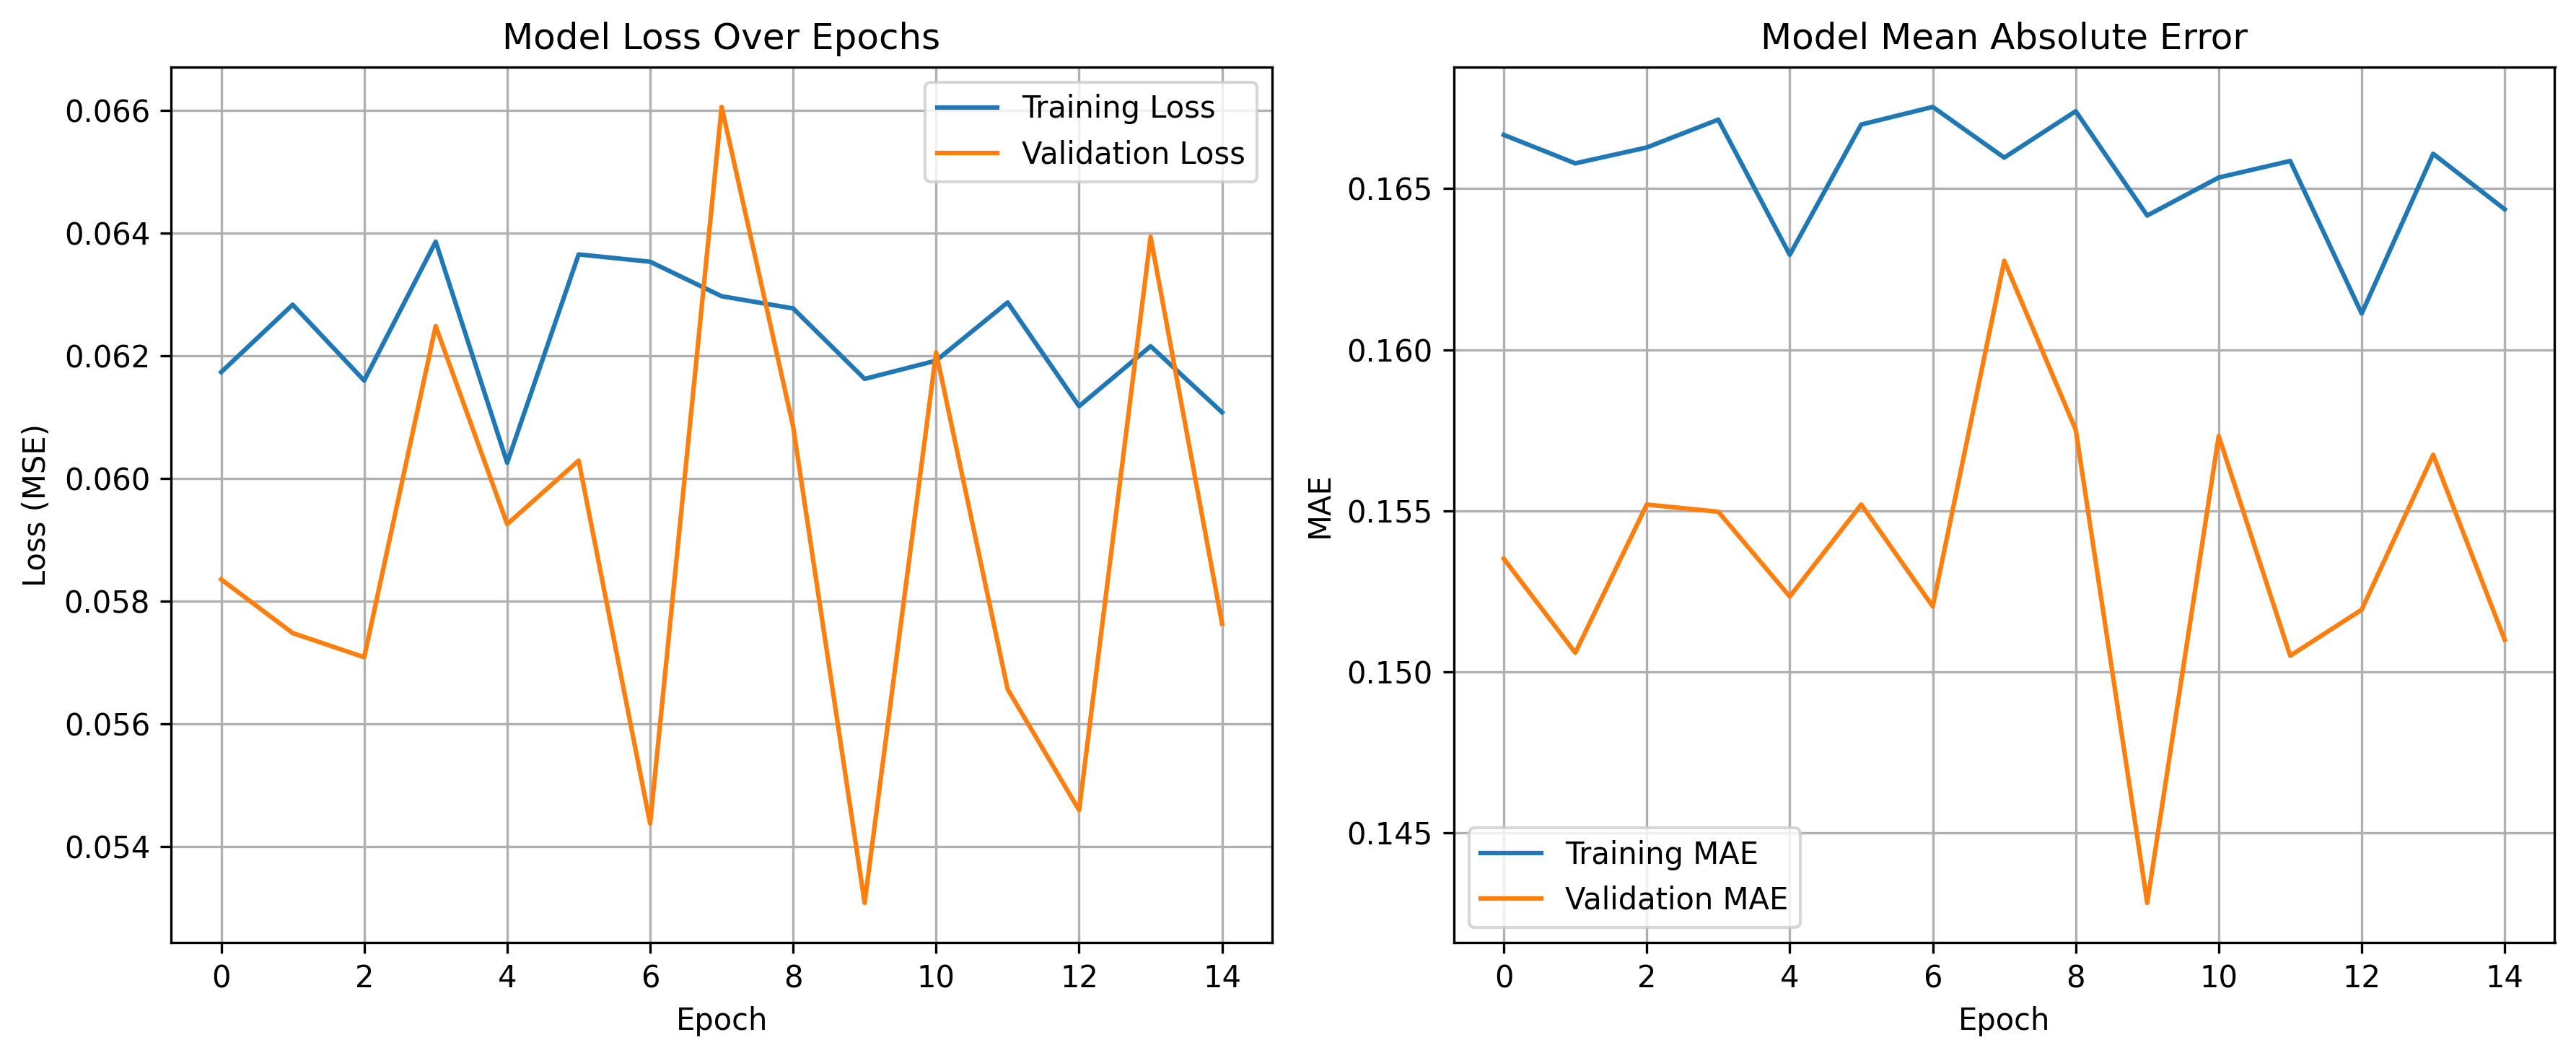 Model Loss Over Epochs
Loss (MSE)
0.066
0.064
0.062
0.060
0.058
0.056
0.054
Training Loss
Validation Loss
0 2 4 6 8 10 12 14
Epoch
Model Mean Absolute Error
MAE
0.165
0.160
0.155
0.150
0.145
Training MAE
Validation MAE
0 2 4 6 8 10 12 14
Epoch